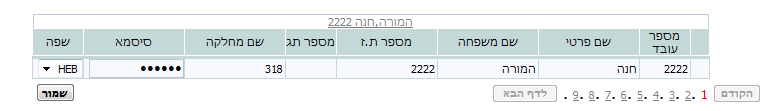 המורה,חנה 2222
מספר עובד שם פרטי שם משפחה מספר ת.ז מספר תג שם מחלקה סיסמא שפה
2222 חנה המורה 2222 318 •••••• HEB
הקודם 1 .2 .3 .4 .5 .6 .7 .8 .9 . לדף הבא שמור